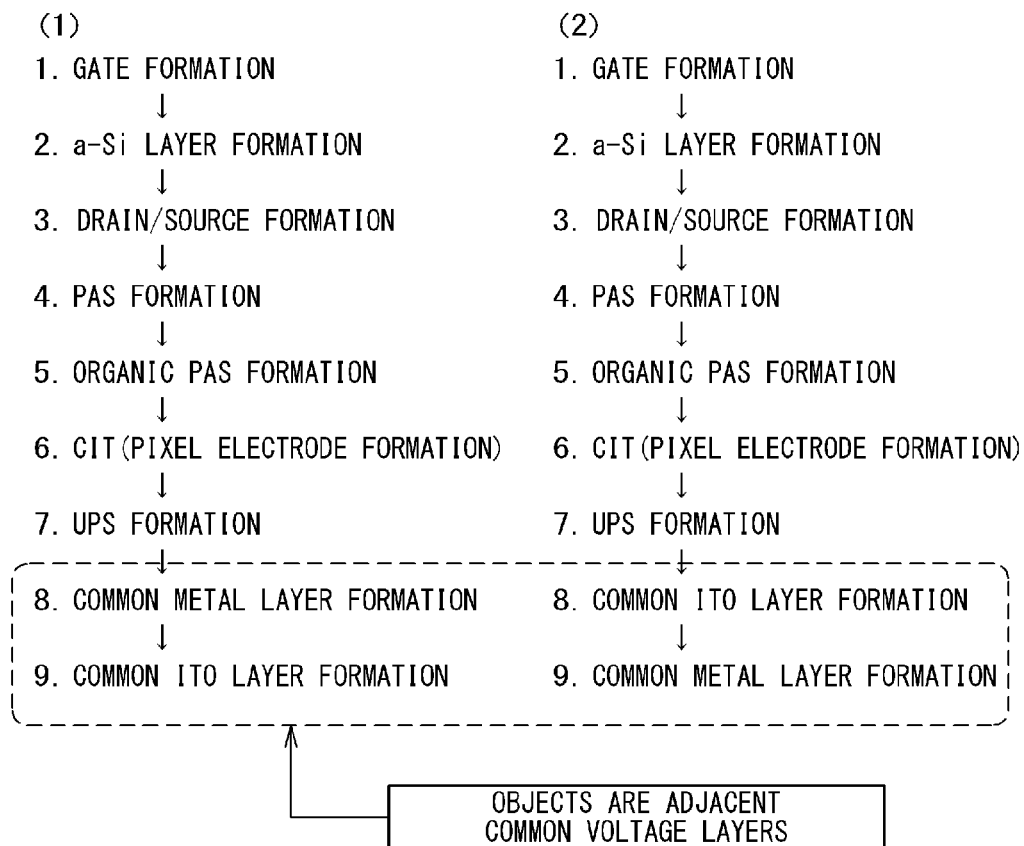 (1)
1. GATE FORMATION
↓
2. a-Si LAYER FORMATION
↓
3. DRAIN/SOURCE FORMATION
↓
4. PAS FORMATION
↓
5. ORGANIC PAS FORMATION
↓
6. CIT(PIXEL ELECTRODE FORMATION)
↓
7. UPS FORMATION
↓
8. COMMON METAL LAYER FORMATION
↓
9. COMMON ITO LAYER FORMATION
(2)
1. GATE FORMATION
↓
2. a-Si LAYER FORMATION
↓
3. DRAIN/SOURCE FORMATION
↓
4. PAS FORMATION
↓
5. ORGANIC PAS FORMATION
↓
6. CIT(PIXEL ELECTRODE FORMATION)
↓
7. UPS FORMATION
↓
8. COMMON ITO LAYER FORMATION
↓
9. COMMON METAL LAYER FORMATION
OBJECTS ARE ADJACENT
COMMON VOLTAGE LAYERS